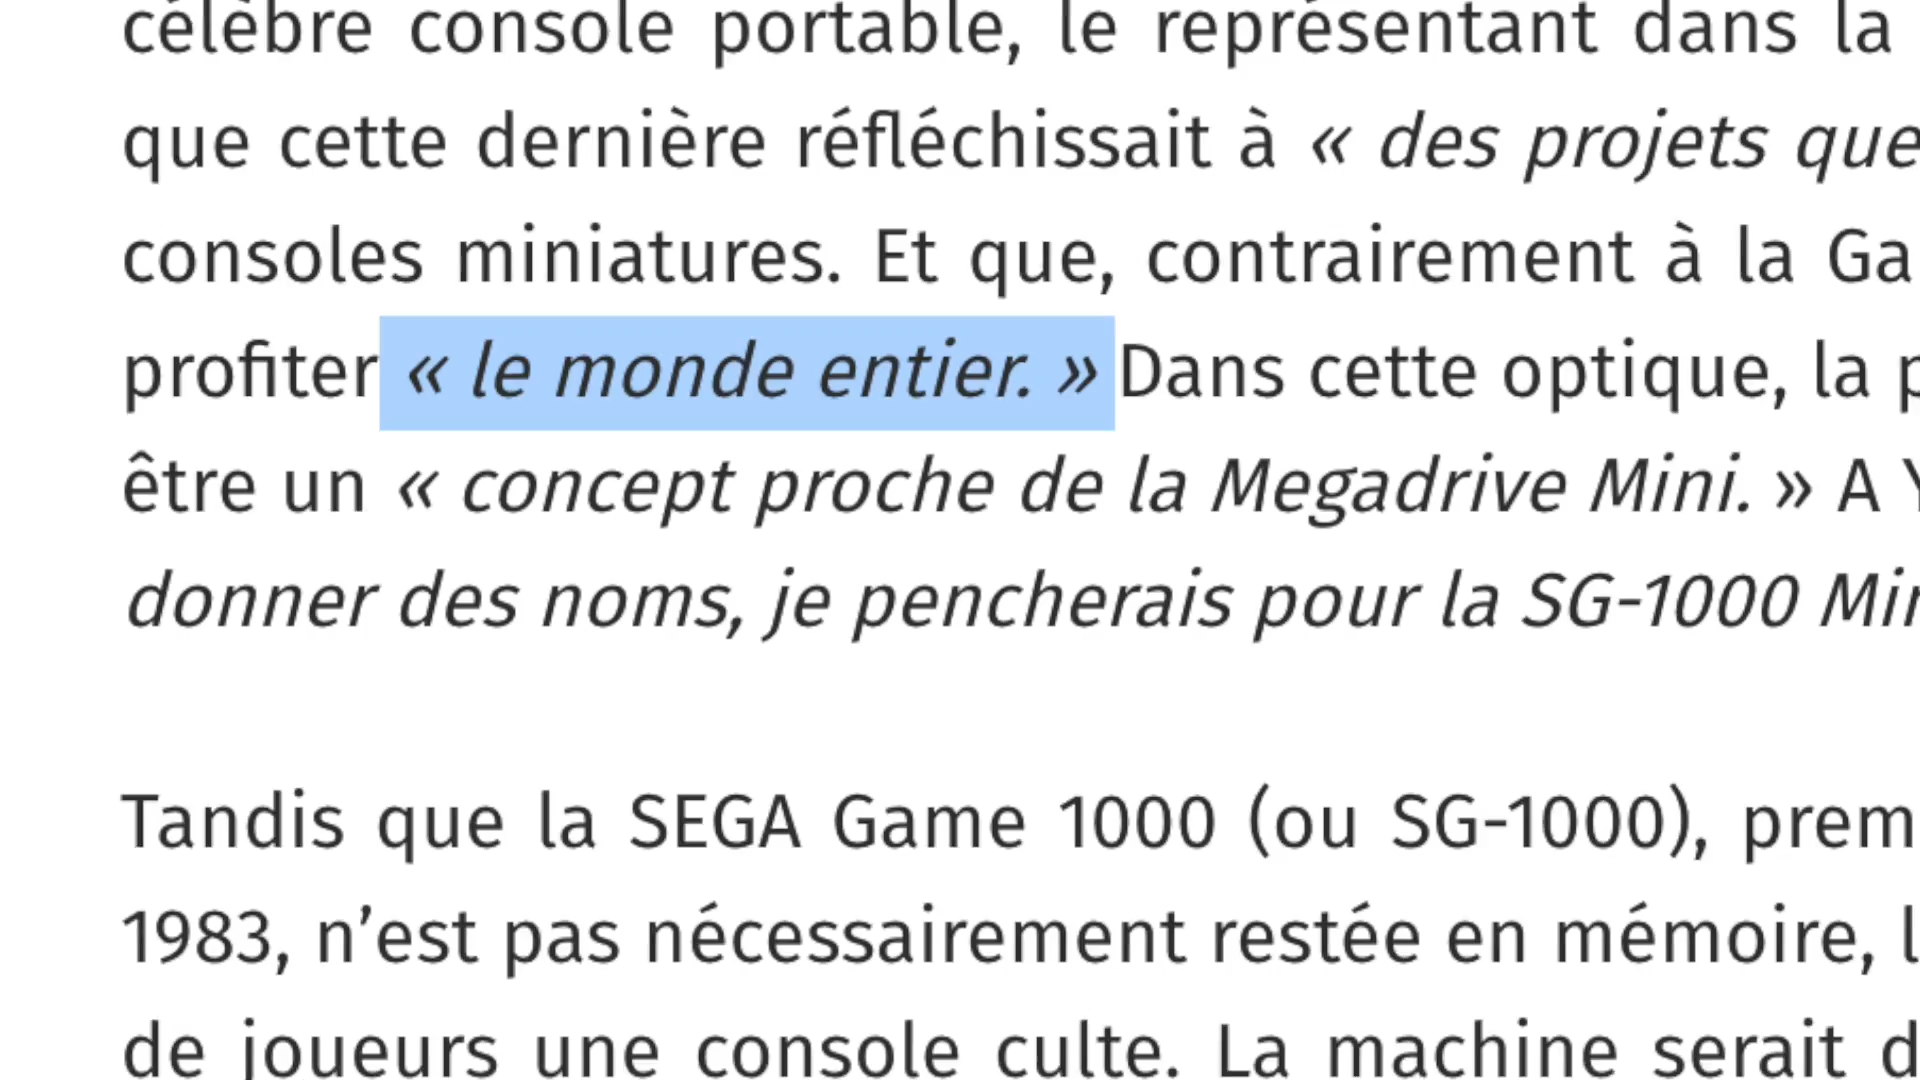 célèbre console portable, le représentant dans la
que cette dernière réfléchissait à « des projets que
consoles miniatures. Et que, contrairement à la Ga
profiter « le monde entier. » Dans cette optique, la p
être un « concept proche de la Megadrive Mini. » A Y
donner des noms, je pencherais pour la SG-1000 Min
Tandis que la SEGA Game 1000 (ou SG-1000), prem
1983, n’est pas nécessairement restée en mémoire, l
de joueurs une console culte. La machine serait d